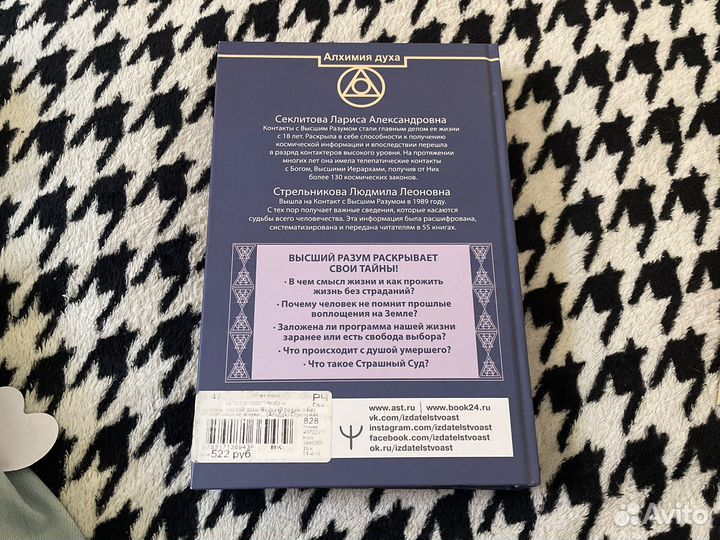 Алхимия духа
Секлитова Лариса Александровна
Контакты с Высшим Разумом стали главным делом ее жизни
с 18 лет. Раскрыла в себе способности к получению
космической информации и впоследствии перешла
в разряд контактеров высокого уровня. На протяжении
многих лет она имела телепатические контакты
с Богом, Высшими Иерархами, получив от Них
более 130 космических законов.
Стрельникова Людмила Леоновна
Вышла на Контакт с Высшим Разумом в 1989 году.
С тех пор получает важные сведения, которые касаются
судьбы всего человечества. Эта информация была расшифрована,
систематизирована и передана читателям в 55 книгах.
ВЫСШИЙ РАЗУМ РАСКРЫВАЕТ
СВОИ ТАЙНЫ!
• В чем смысл жизни и как прожить
жизнь без страданий?
• Почему человек не помнит прошлые
воплощения на Земле?
• Заложена ли программа нашей жизни
заранее или есть свобода выбора?
• Что происходит с душой умершего?
• Что такое Страшный Суд?
47
РЧ
828
522 руб.
www.ast.ru www.book24.ru
vk.com/izdatelstvoast
instagram.com/izdatelstvoast
facebook.com/izdatelstvoast
ok.ru/izdatelstvoast
Avito